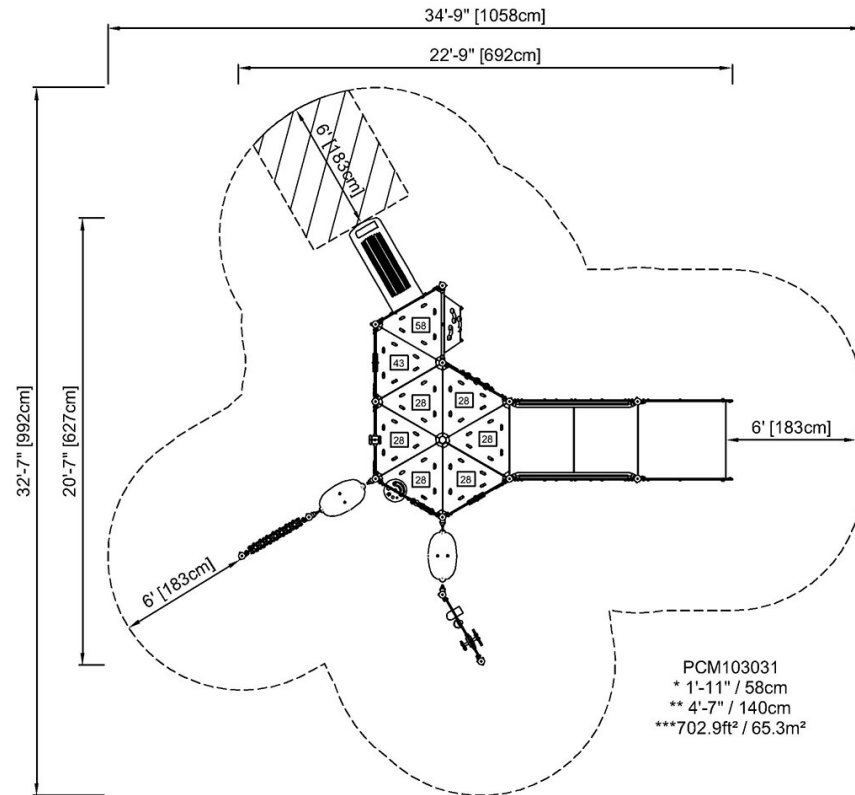 34'-9" [1058cm]
22'-9" [692cm]
32'-7" [992cm]
20'-7" [627cm]
6' [183cm]
58
43
28
28
28
28
28
28
6' [183cm]
6' [183cm]
PCM103031
* 1'-11" / 58cm
** 4'-7" / 140cm
***702.9ft² / 65.3m²